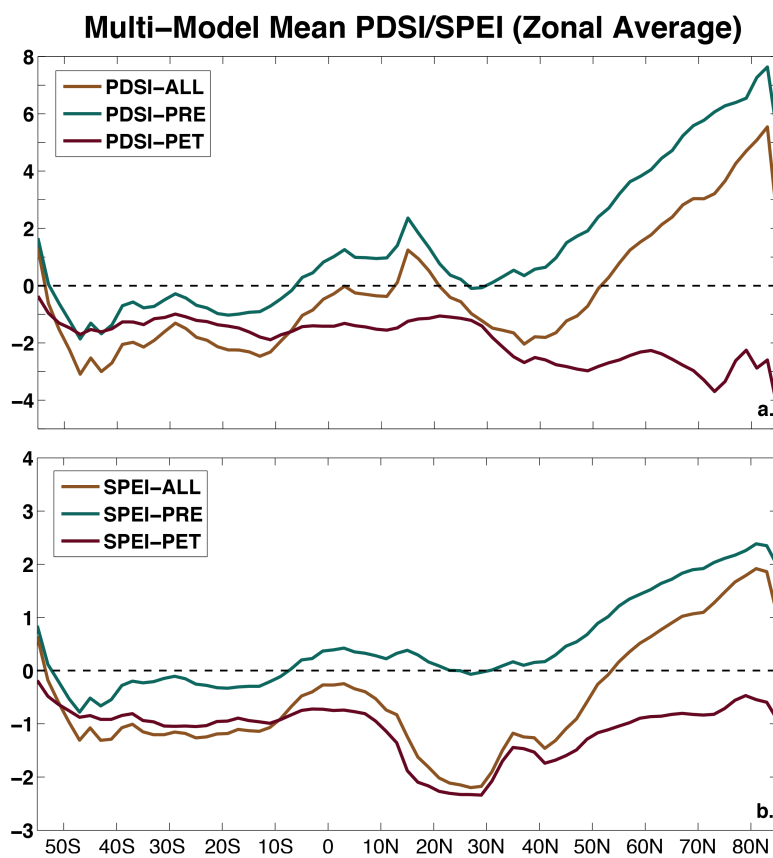 Multi−Model Mean PDSI/SPEI (Zonal Average)
8
6
4
2
0
−2
−4
PDSI−ALL
PDSI−PRE
PDSI−PET
a.
4
3
2
1
0
−1
−2
−3
SPEI−ALL
SPEI−PRE
SPEI−PET
b.
50S 40S 30S 20S 10S 0 10N 20N 30N 40N 50N 60N 70N 80N